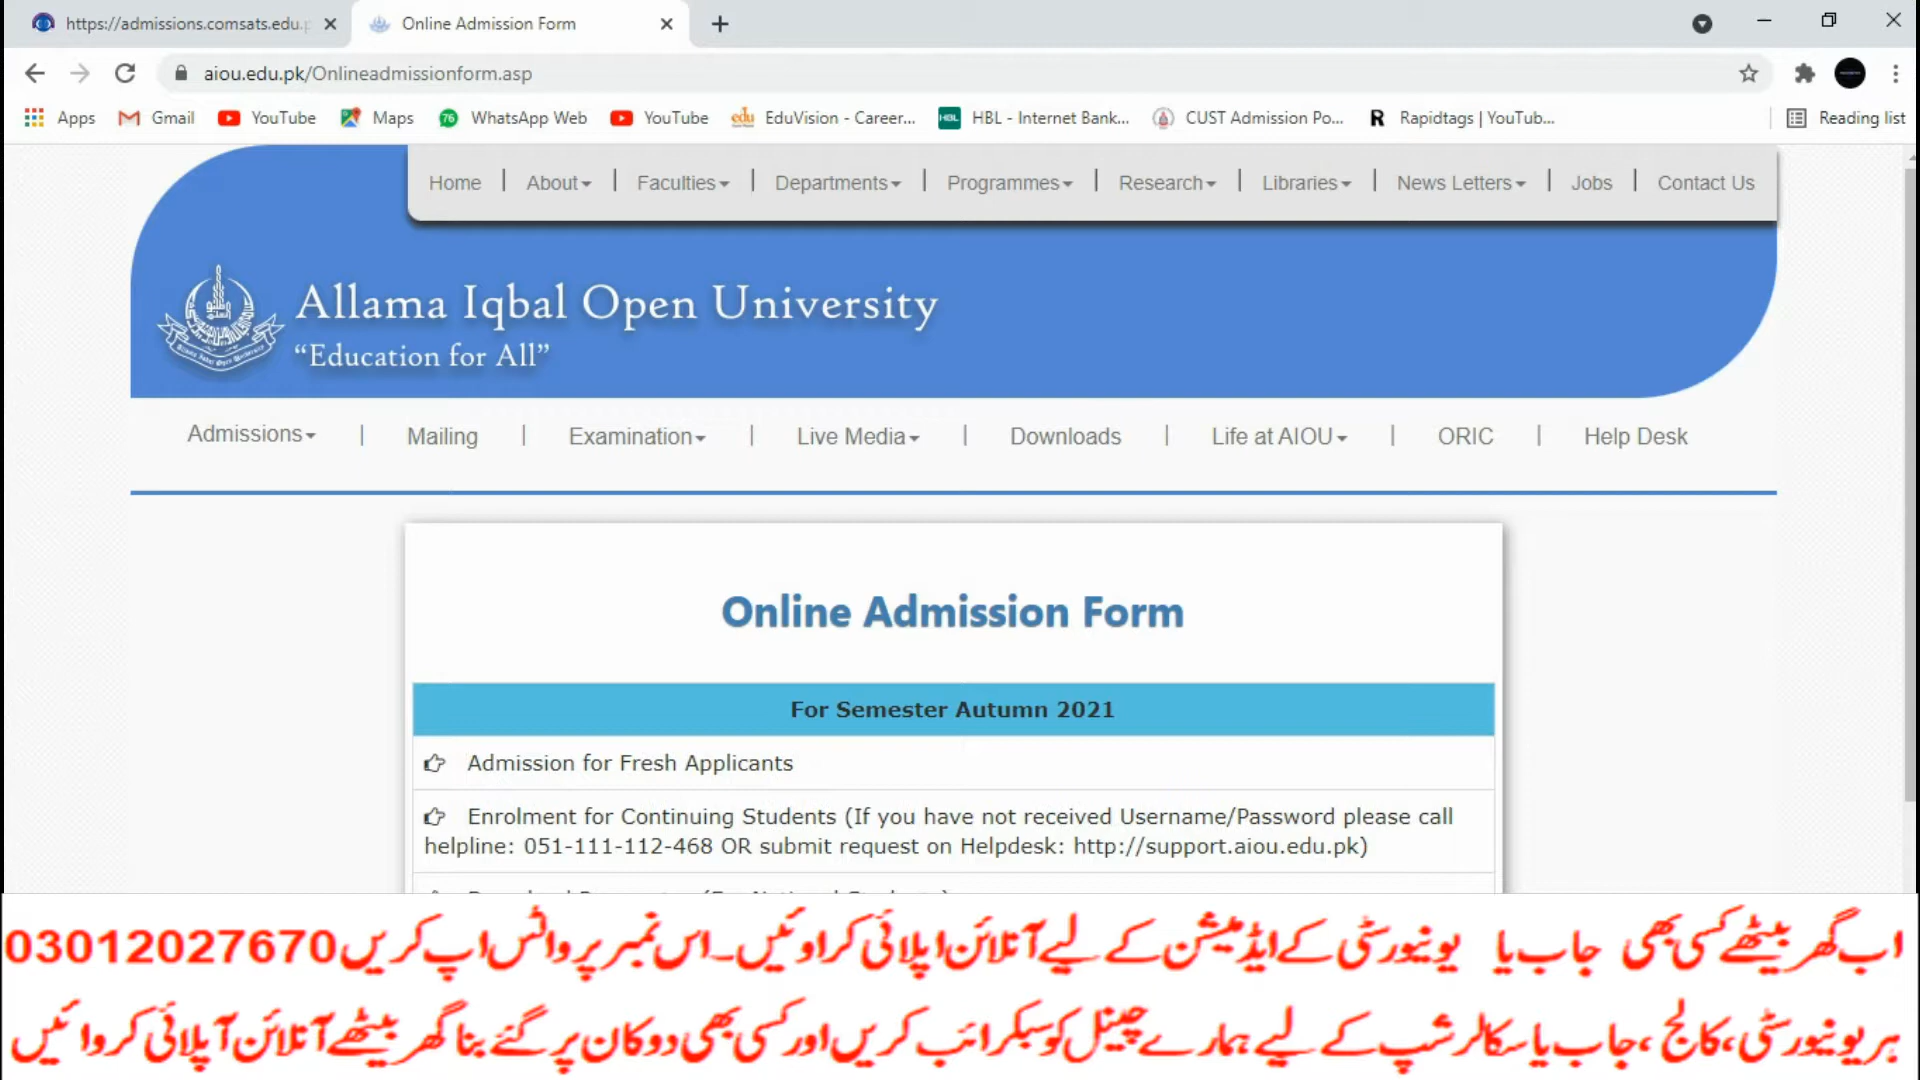 https://admissions.comsats.edu.p
Online Admission Form
aiou.edu.pk/Onlineadmissionform.asp
Apps Gmail YouTube Maps WhatsApp Web YouTube EduVision - Career... HBL - Internet Bank... CUST Admission Po... Rapidtags | YouTub... Reading list
Home | About | Faculties | Departments | Programmes | Research | Libraries | News Letters | Jobs | Contact Us
Allama Iqbal Open University
“Education for All”
Admissions | Mailing | Examination | Live Media | Downloads | Life at AIOU | ORIC | Help Desk
Online Admission Form
For Semester Autumn 2021
Admission for Fresh Applicants
Enrolment for Continuing Students (If you have not received Username/Password please call
helpline: 051-111-112-468 OR submit request on Helpdesk: http://support.aiou.edu.pk)
اب گھر بیٹھے کسی بھی جاب یا یونیورسٹی کے ایڈمیشن کے لیے آنلائن اپلائی کراوئیں۔اس نمبر پر واٹس اپ کریں 03012027670
ہر یونیورسٹی، کالج ،جاب یا سکالرشپ کے لیے ہمارے چینل کو سبکرائب کریں اور کسی بھی دوکان پر گئے بنا گھر بیٹھے آنلائن آپلائی کروائیں